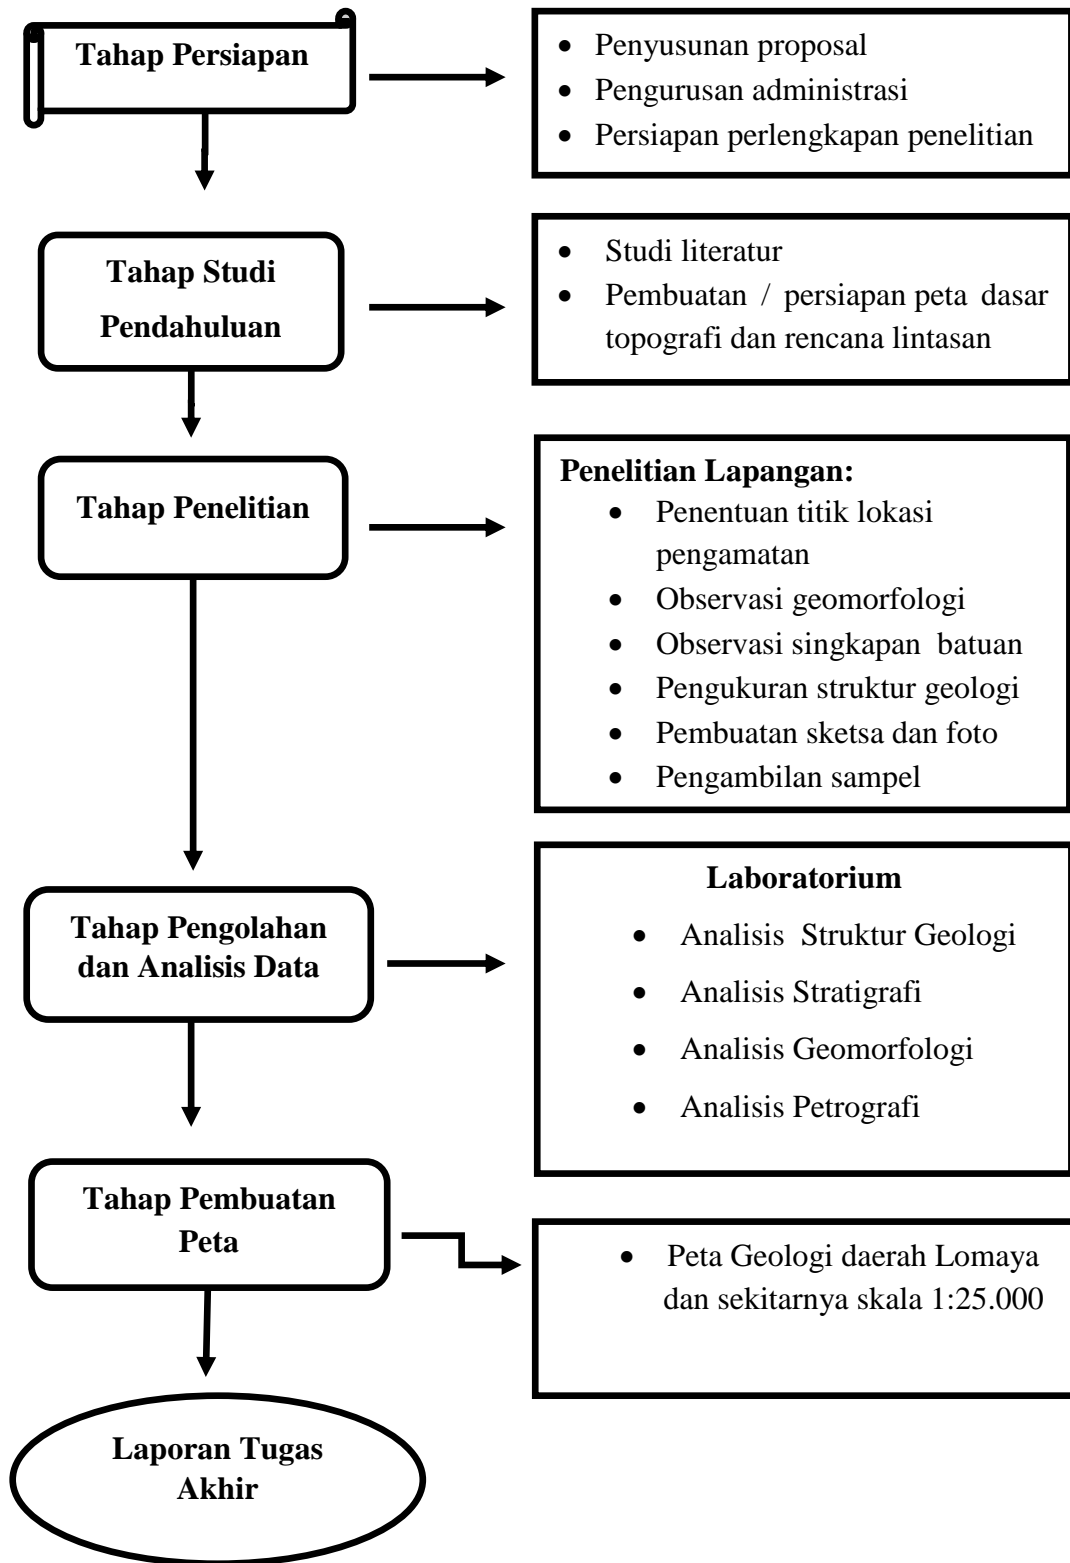 Tahap Persiapan
• Penyusunan proposal
• Pengurusan administrasi
• Persiapan perlengkapan penelitian
Tahap Studi
Pendahuluan
• Studi literatur
• Pembuatan / persiapan peta dasar
topografi dan rencana lintasan
Tahap Penelitian
Penelitian Lapangan:
• Penentuan titik lokasi
pengamatan
• Observasi geomorfologi
• Observasi singkapan batuan
• Pengukuran struktur geologi
• Pembuatan sketsa dan foto
• Pengambilan sampel
Tahap Pengolahan
dan Analisis Data
Laboratorium
• Analisis Struktur Geologi
• Analisis Stratigrafi
• Analisis Geomorfologi
• Analisis Petrografi
Tahap Pembuatan
Peta
• Peta Geologi daerah Lomaya
dan sekitarnya skala 1:25.000
Laporan Tugas
Akhir